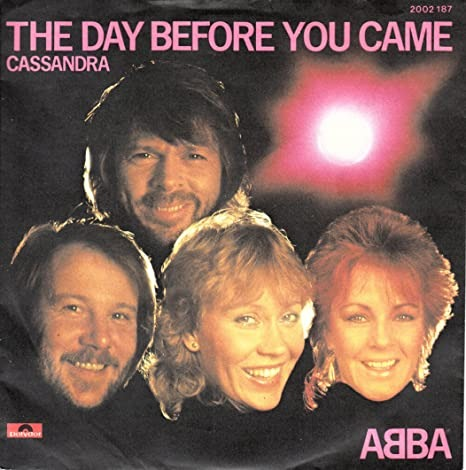 2002 187
THE DAY BEFORE YOU CAME
CASSANDRA
Polydor
ABBA